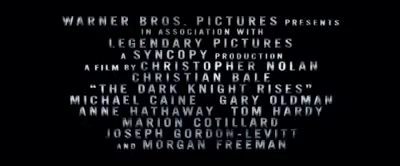 WARNER BROS. PICTURES PRESENTS
IN ASSOCIATION WITH
LEGENDARY PICTURES
A SYNCOPY PRODUCTION
A FILM BY CHRISTOPHER NOLAN
CHRISTIAN BALE
"THE DARK KNIGHT RISES"
MICHAEL CAINE GARY OLDMAN
ANNE HATHAWAY TOM HARDY
MARION COTILLARD
JOSEPH GORDON-LEVITT
AND MORGAN FREEMAN